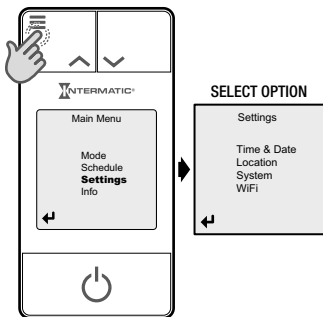 INTERMATIC®
Main Menu
Mode
Schedule
Settings
Info
SELECT OPTION
Settings
Time & Date
Location
System
WiFi